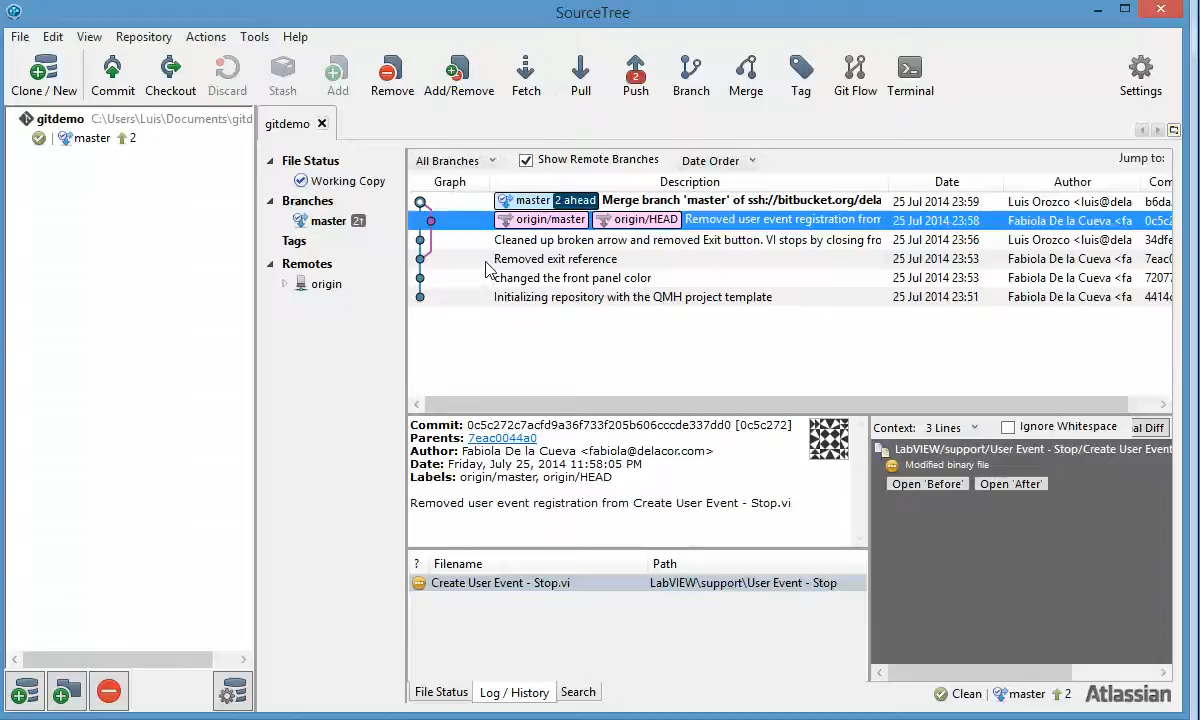 SourceTree
File Edit View Repository Actions Tools Help
Clone / New Commit Checkout Discard Stash Add Remove Add/Remove Fetch Pull 2 Push Branch Merge Tag Git Flow Terminal Settings
gitdemo C:\Users\Luis\Documents\gitd
master 2
gitdemo
File Status
Working Copy
Branches
master 2
Tags
Remotes
origin
All Branches Show Remote Branches Date Order Jump to:
Graph Description Date Author Com
master 2 ahead Merge branch 'master' of ssh://bitbucket.org/dela 25 Jul 2014 23:59 Luis Orozco <luis@dela b6da
origin/master origin/HEAD Removed user event registration from 25 Jul 2014 23:58 Fabiola De la Cueva <fa 0c5c2
Cleaned up broken arrow and removed Exit button. VI stops by closing fro 25 Jul 2014 23:56 Luis Orozco <luis@dela 34dfe
Removed exit reference 25 Jul 2014 23:53 Fabiola De la Cueva <fa 7eac0
changed the front panel color 25 Jul 2014 23:53 Fabiola De la Cueva <fa 72077
Initializing repository with the QMH project template 25 Jul 2014 23:51 Fabiola De la Cueva <fa 4414c
Commit: 0c5c272c7acfd9a36f733f205b606cccde337dd0 [0c5c272]
Parents: 7eac0044a0
Author: Fabiola De la Cueva <fabiola@delacor.com>
Date: Friday, July 25, 2014 11:58:05 PM
Labels: origin/master, origin/HEAD
Removed user event registration from Create User Event - Stop.vi
Context: 3 Lines Ignore Whitespace al Diff
LabVIEW/support/User Event - Stop/Create User Event
Modified binary file
Open 'Before' Open 'After'
? Filename Path
Create User Event - Stop.vi LabVIEW\support\User Event - Stop
File Status Log / History Search
Clean master 2 Atlassian